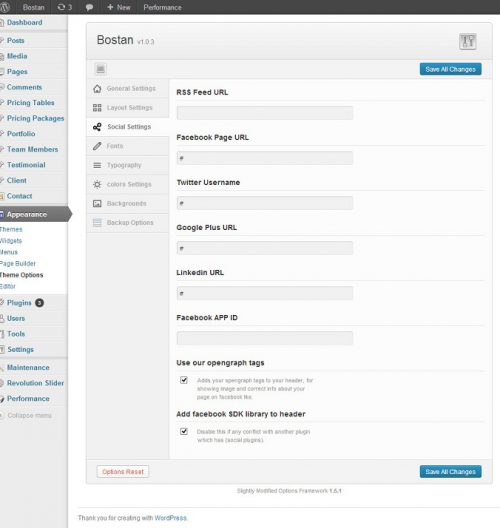 Bostan 3 + New Performance
Dashboard
Posts
Media
Pages
Comments
Pricing Tables
Pricing Packages
Portfolio
Team Members
Testimonial
Client
Contact
Appearance
Themes
Widgets
Menus
Page Builder
Theme Options
Editor
Plugins 3
Users
Tools
Settings
Maintenance
Revolution Slider
Performance
Collapse menu
Bostan v1.0.3
Save All Changes
General Settings
Layout Settings
Social Settings
Fonts
Typography
colors Settings
Backgrounds
Backup Options
RSS Feed URL
Facebook Page URL
#
Twitter Username
#
Google Plus URL
#
Linkedin URL
#
Facebook APP ID
Use our opengraph tags
Adds your opengraph tags to your header, for
showing image and correct info about your
page on facebook like.
Add facebook SDK library to header
Disable this if any conflict with another plugin
which has (social plugins).
Options Reset
Save All Changes
Slightly Modified Options Framework 1.5.1
Thank you for creating with WordPress.